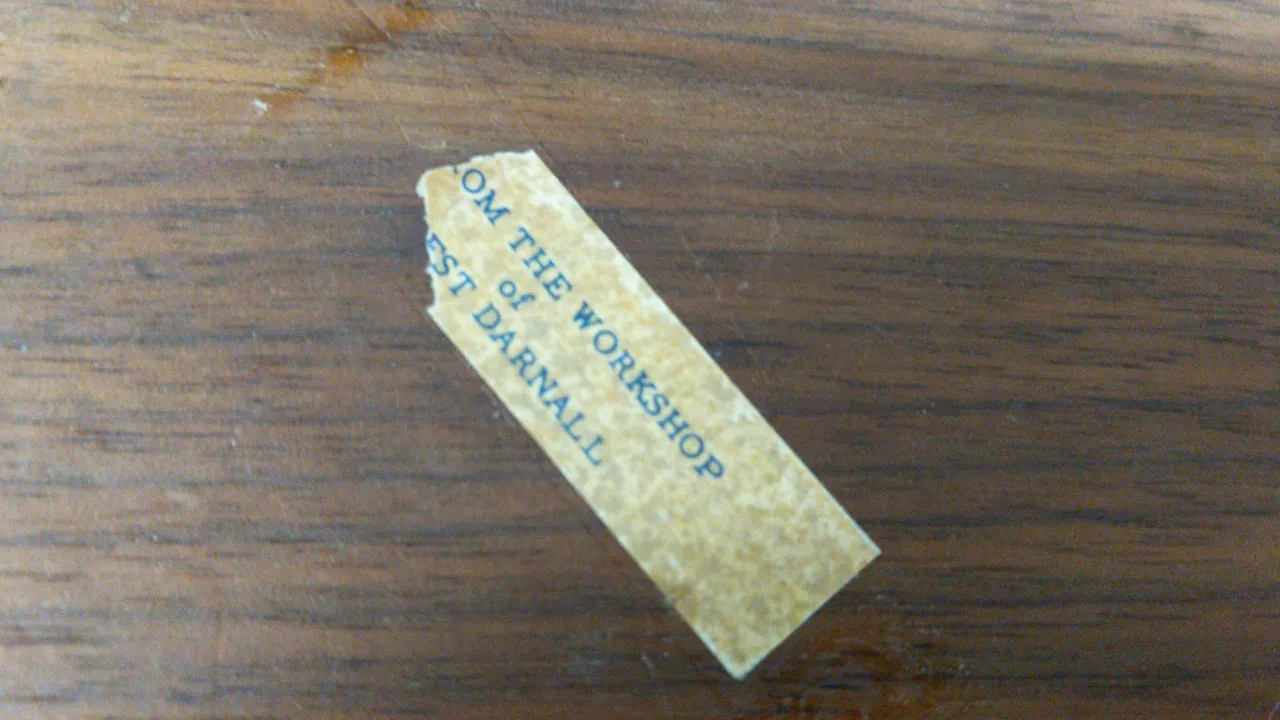 OM THE WORKSHOP
of
EST DARNALL